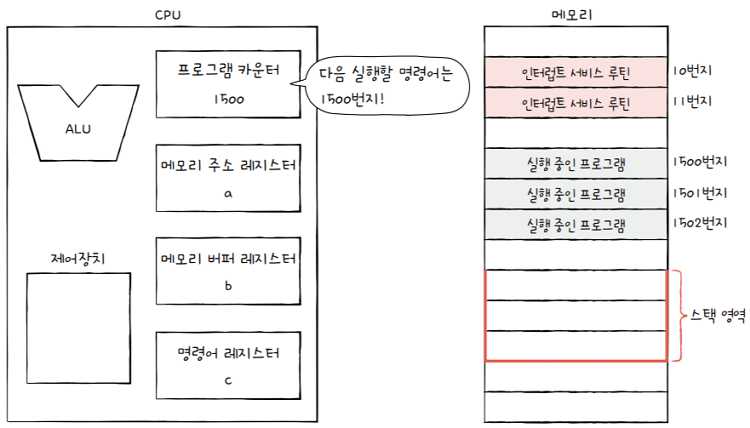 CPU
프로그램 카운터
1500
다음 실행할 명령어는
1500번지!
ALU
메모리 주소 레지스터
a
제어장치
메모리 버퍼 레지스터
b
명령어 레지스터
c
메모리
인터럽트 서비스 루틴
10번지
인터럽트 서비스 루틴
11번지
실행 중인 프로그램
1500번지
실행 중인 프로그램
1501번지
실행 중인 프로그램
1502번지
스택 영역